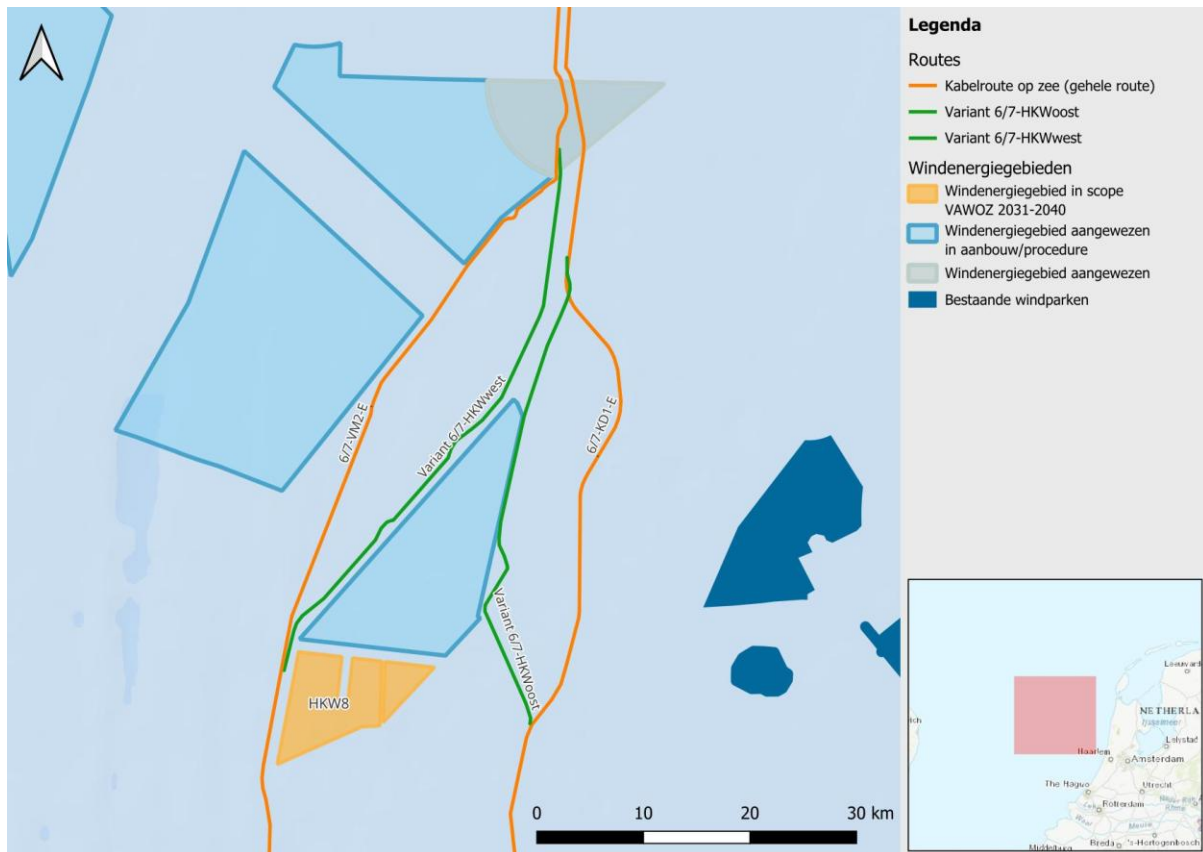 Legenda
Routes
Kabelroute op zee (gehele route)
Variant 6/7-HKWoost
Variant 6/7-HKWwest
Windenergiegebieden
Windenergiegebied in scope
VAWOZ 2031-2040
Windenergiegebied aangewezen
in aanbouw/procedure
Windenergiegebied aangewezen
Bestaande windparken
6/7-VM2-E
Variant 6/7-HKWwest
6/7-KD1-E
Variant 6/7-HKWoost
HKW8
0 10 20 30 km
Leeuward
NETHERLA
IJsselmeer
Lelystad
Haarlem
Amsterdam
The Hague
Utrecht
Rotterdam
Middelburg
Breda
's-Hertogenbosch